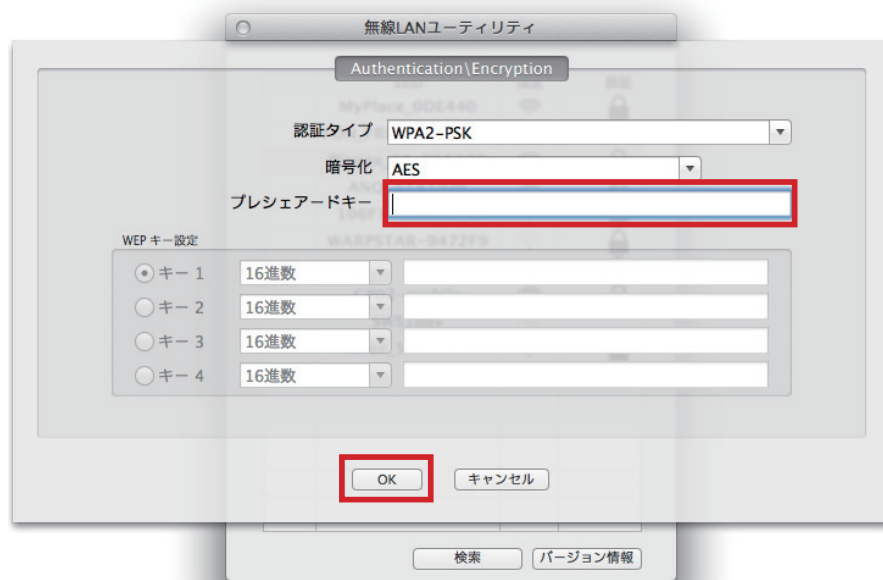 無線LANユーティリティ
Authentication\Encryption
MyPlace_0DE440
認証タイプ WPA2-PSK
暗号化 AES
プレシェアードキー
WARPSTAR-9472F9
WEP キー設定
キー 1 16進数
キー 2 16進数
キー 3 16進数
キー 4 16進数
OK キャンセル
検索 バージョン情報